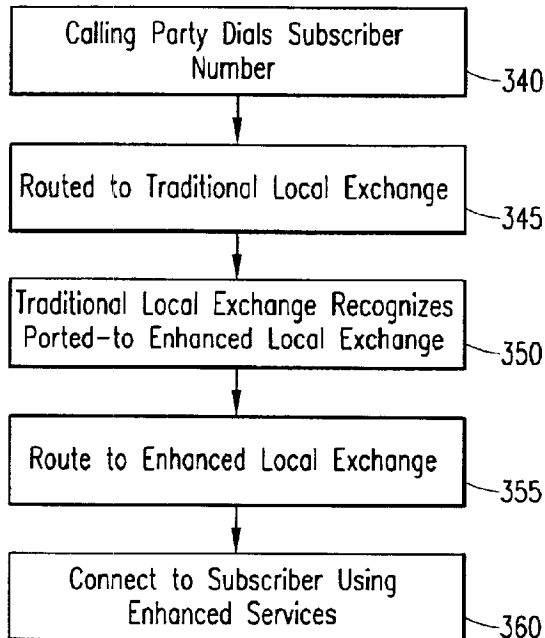 Calling Party Dials Subscriber
Number
340
Routed to Traditional Local Exchange
345
Traditional Local Exchange Recognizes
Ported-to Enhanced Local Exchange
350
Route to Enhanced Local Exchange
355
Connect to Subscriber Using
Enhanced Services
360